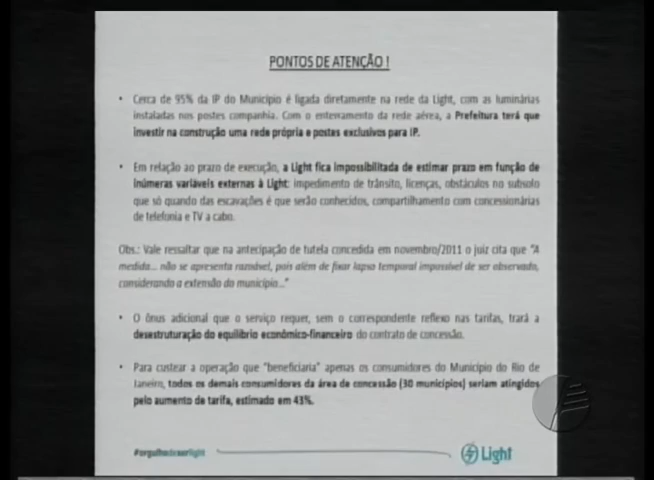 PONTOS DE ATENÇÃO !
• Cerca de 95% da IP do Município é ligada diretamente na rede da Light, com as luminárias
instaladas nos postes companhia. Com o enterramento da rede aérea, a Prefeitura terá que
investir na construção uma rede própria e postes exclusivos para IP.
• Em relação ao prazo de execução, a Light fica impossibilitada de estimar prazo em função de
inúmeras variáveis externas à Light: impedimento de trânsito, licenças, obstáculos no subsolo
que só quando das escavações é que serão conhecidos, compartilhamento com concessionárias
de telefonia e TV a cabo.
Obs.: Vale ressaltar que na antecipação de tutela concedida em novembro/2011 o juiz cita que "A
medida... não se apresenta razoável, pois além de fixar lapso temporal impossível de ser observado,
considerando a extensão do município..."
• O ônus adicional que o serviço requer, sem o correspondente reflexo nas tarifas, trará a
desestruturação do equilíbrio econômico-financeiro do contrato de concessão.
• Para custear a operação que "beneficiaria" apenas os consumidores do Município do Rio de
Janeiro, todos os demais consumidores da área de concessão (30 municípios) seriam atingidos
pelo aumento de tarifa, estimado em 43%.
#orgulhodeserlight
Light